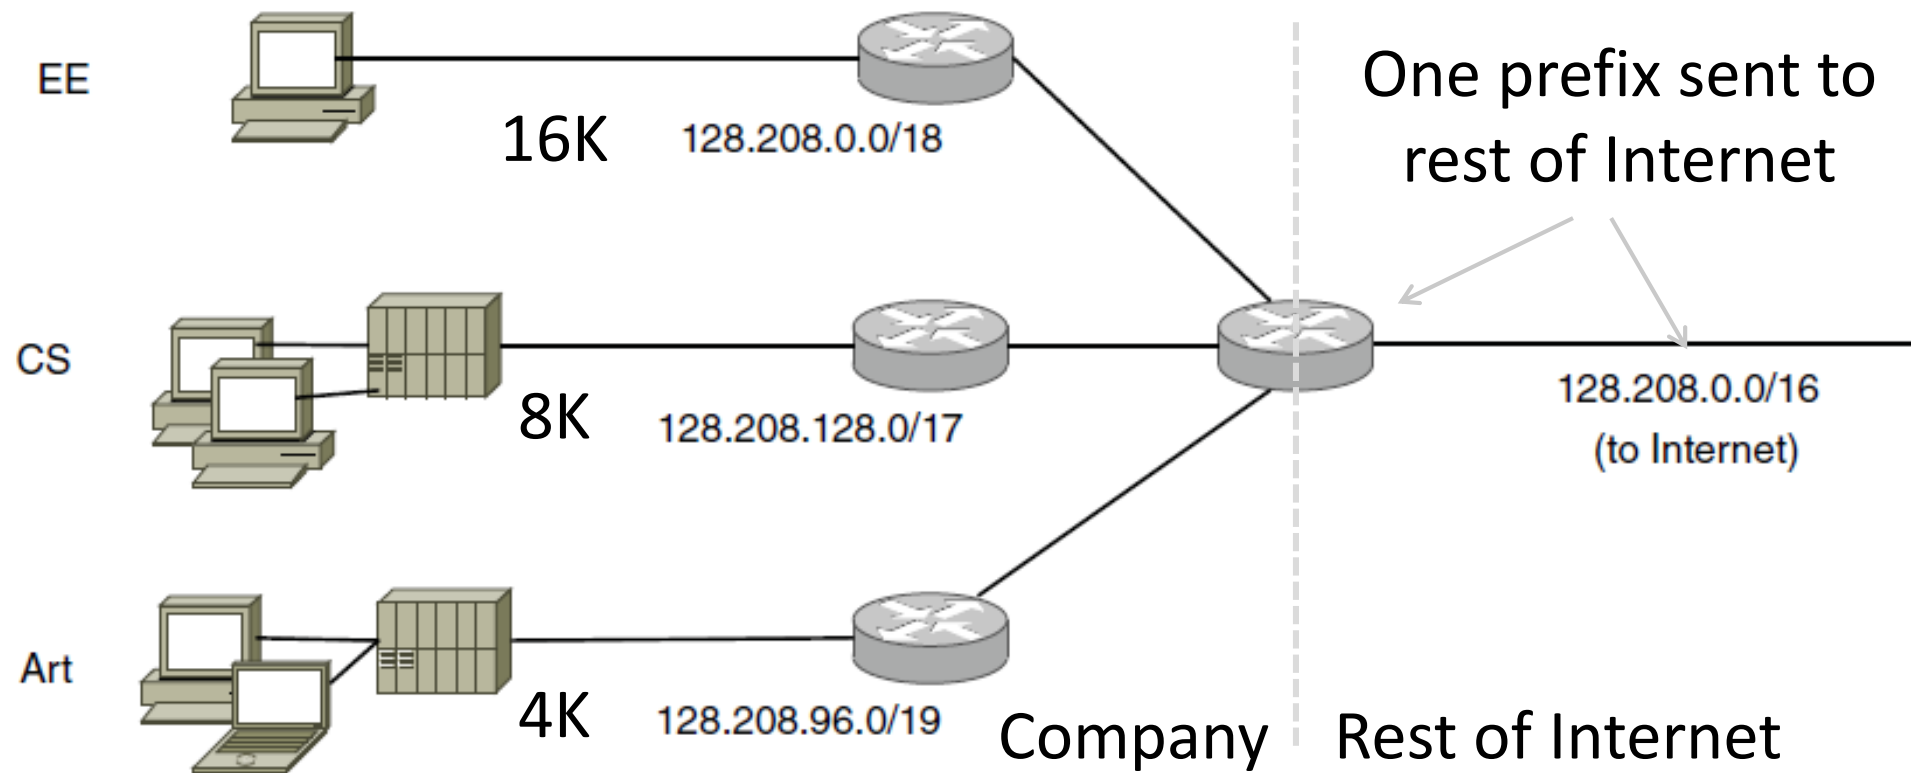 EE
16K
128.208.0.0/18
One prefix sent to
rest of Internet
CS
8K
128.208.128.0/17
128.208.0.0/16
(to Internet)
Art
4K
128.208.96.0/19
Company
Rest of Internet